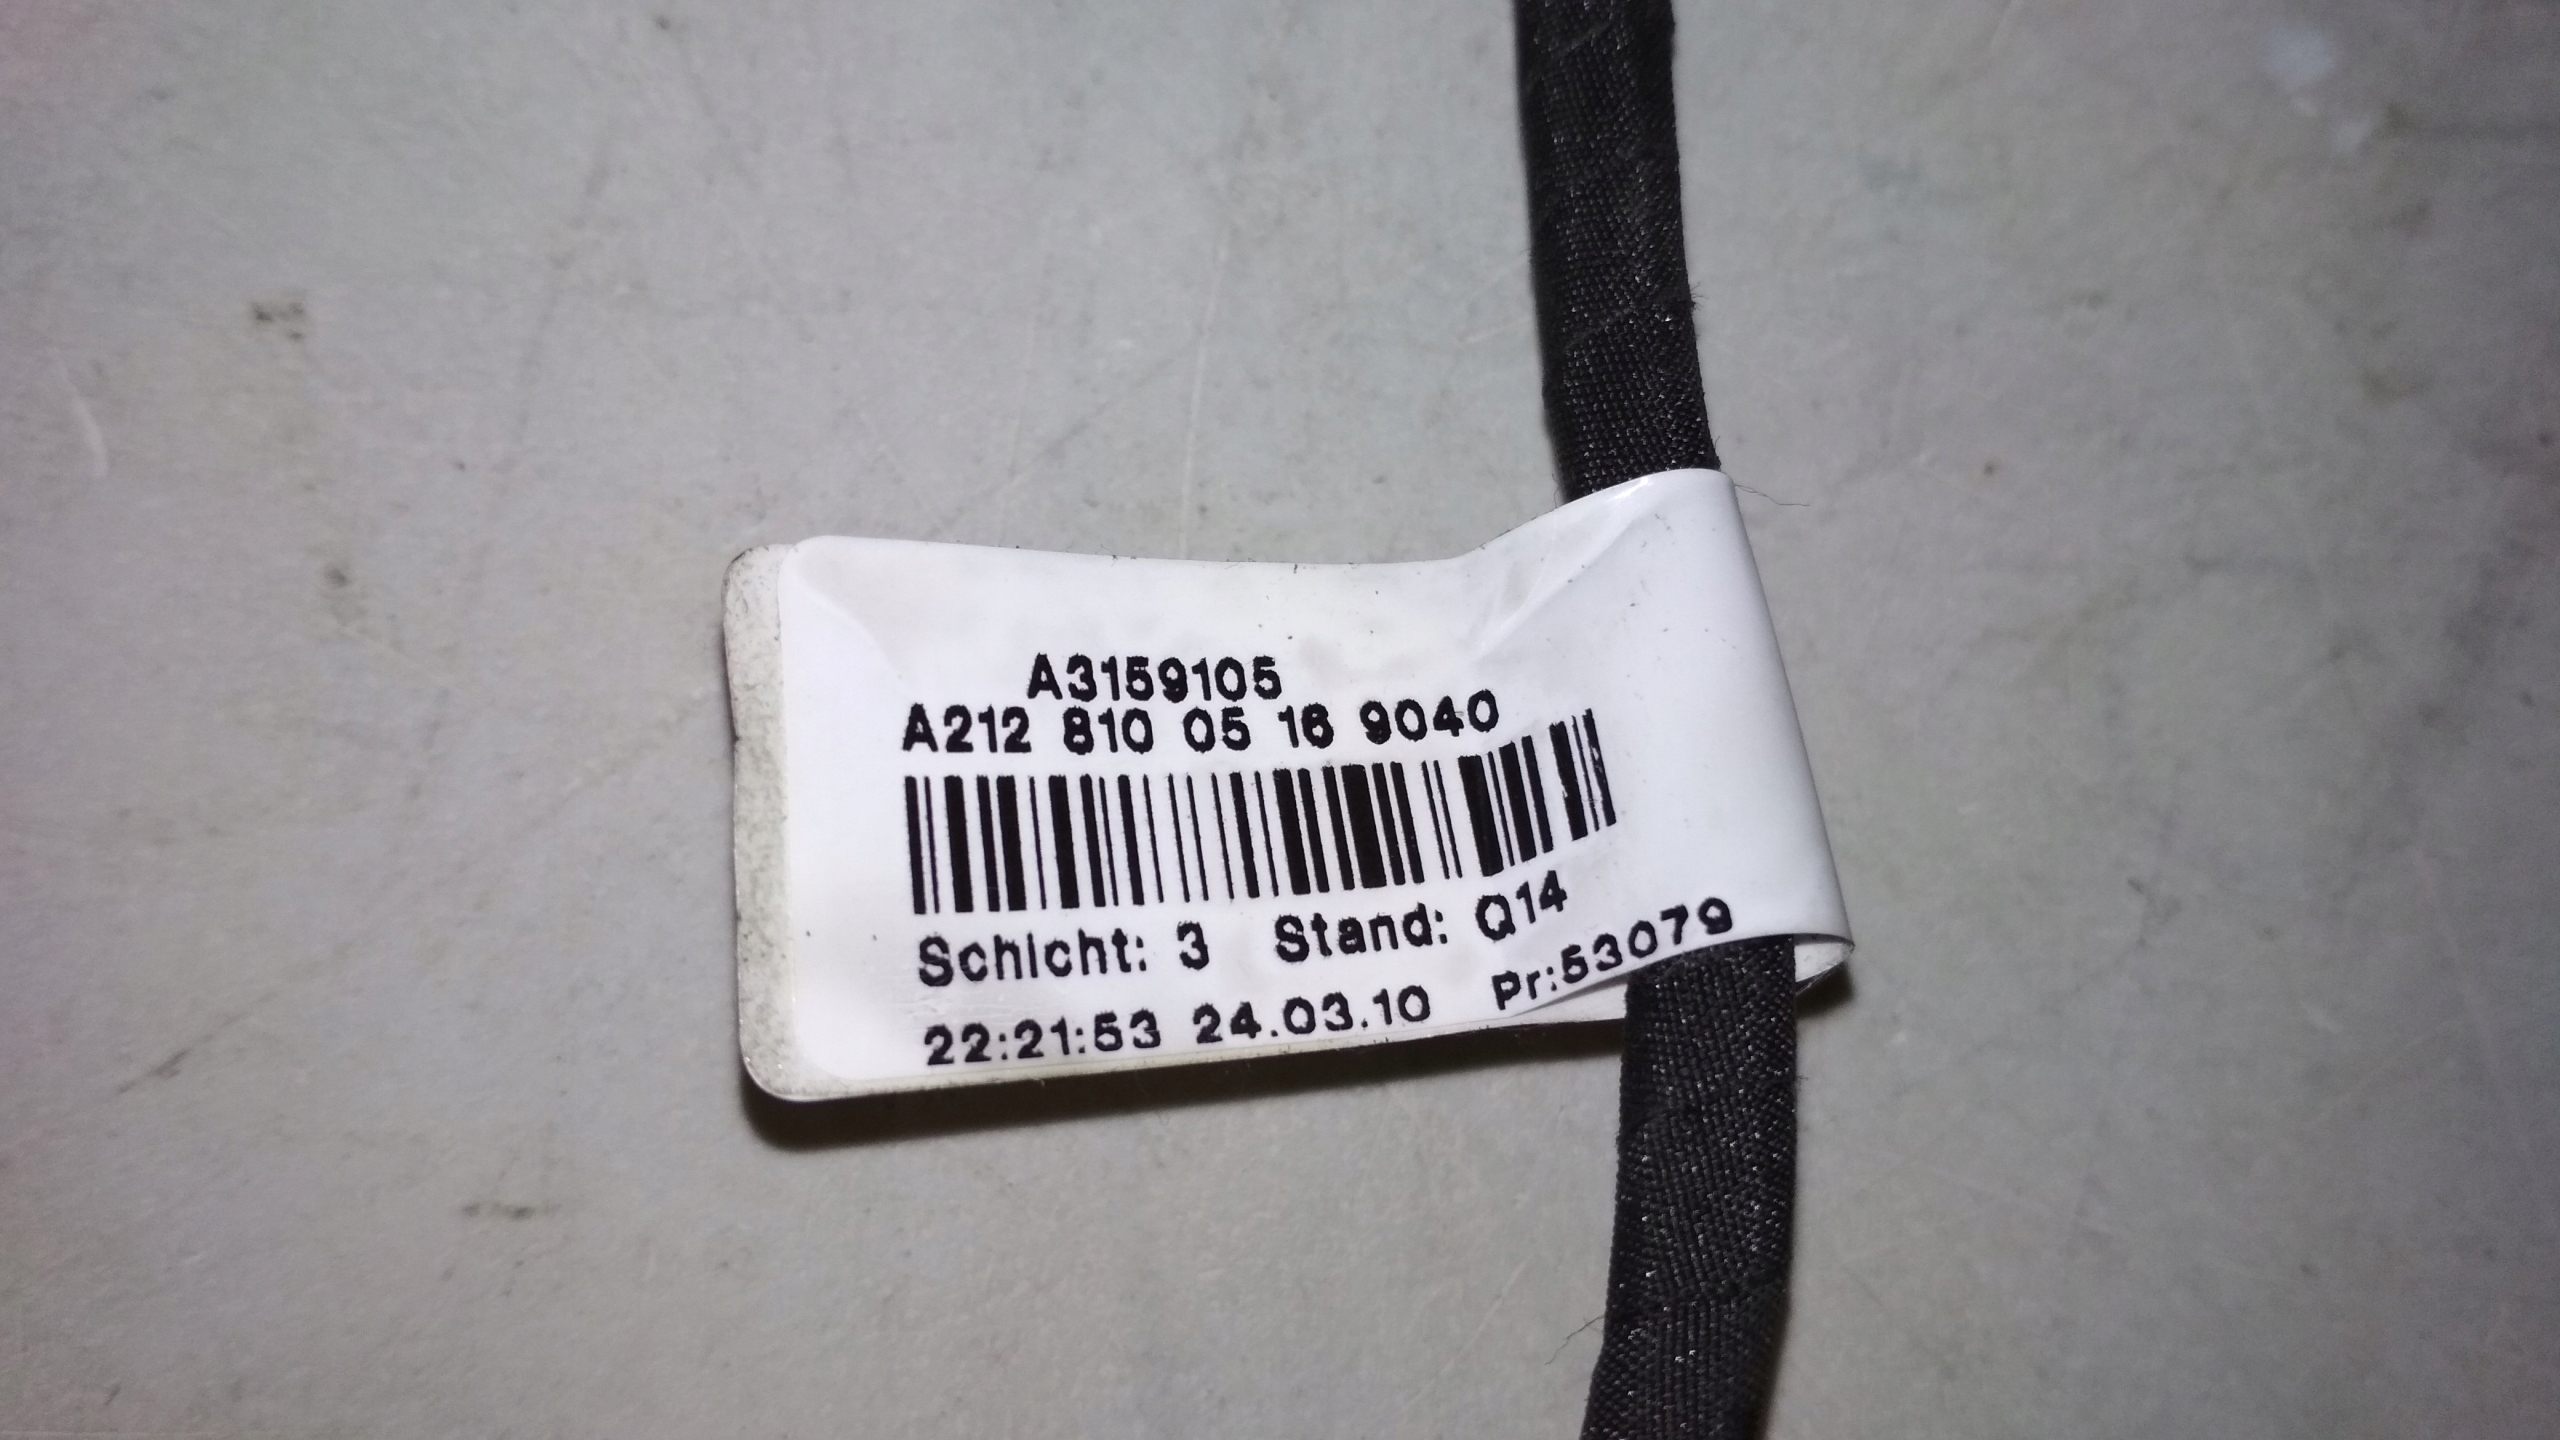 A3159105
A212 810 05 16 9040
Schicht: 3 Stand: Q14
22:21:53 24.03.10 Pr:53079